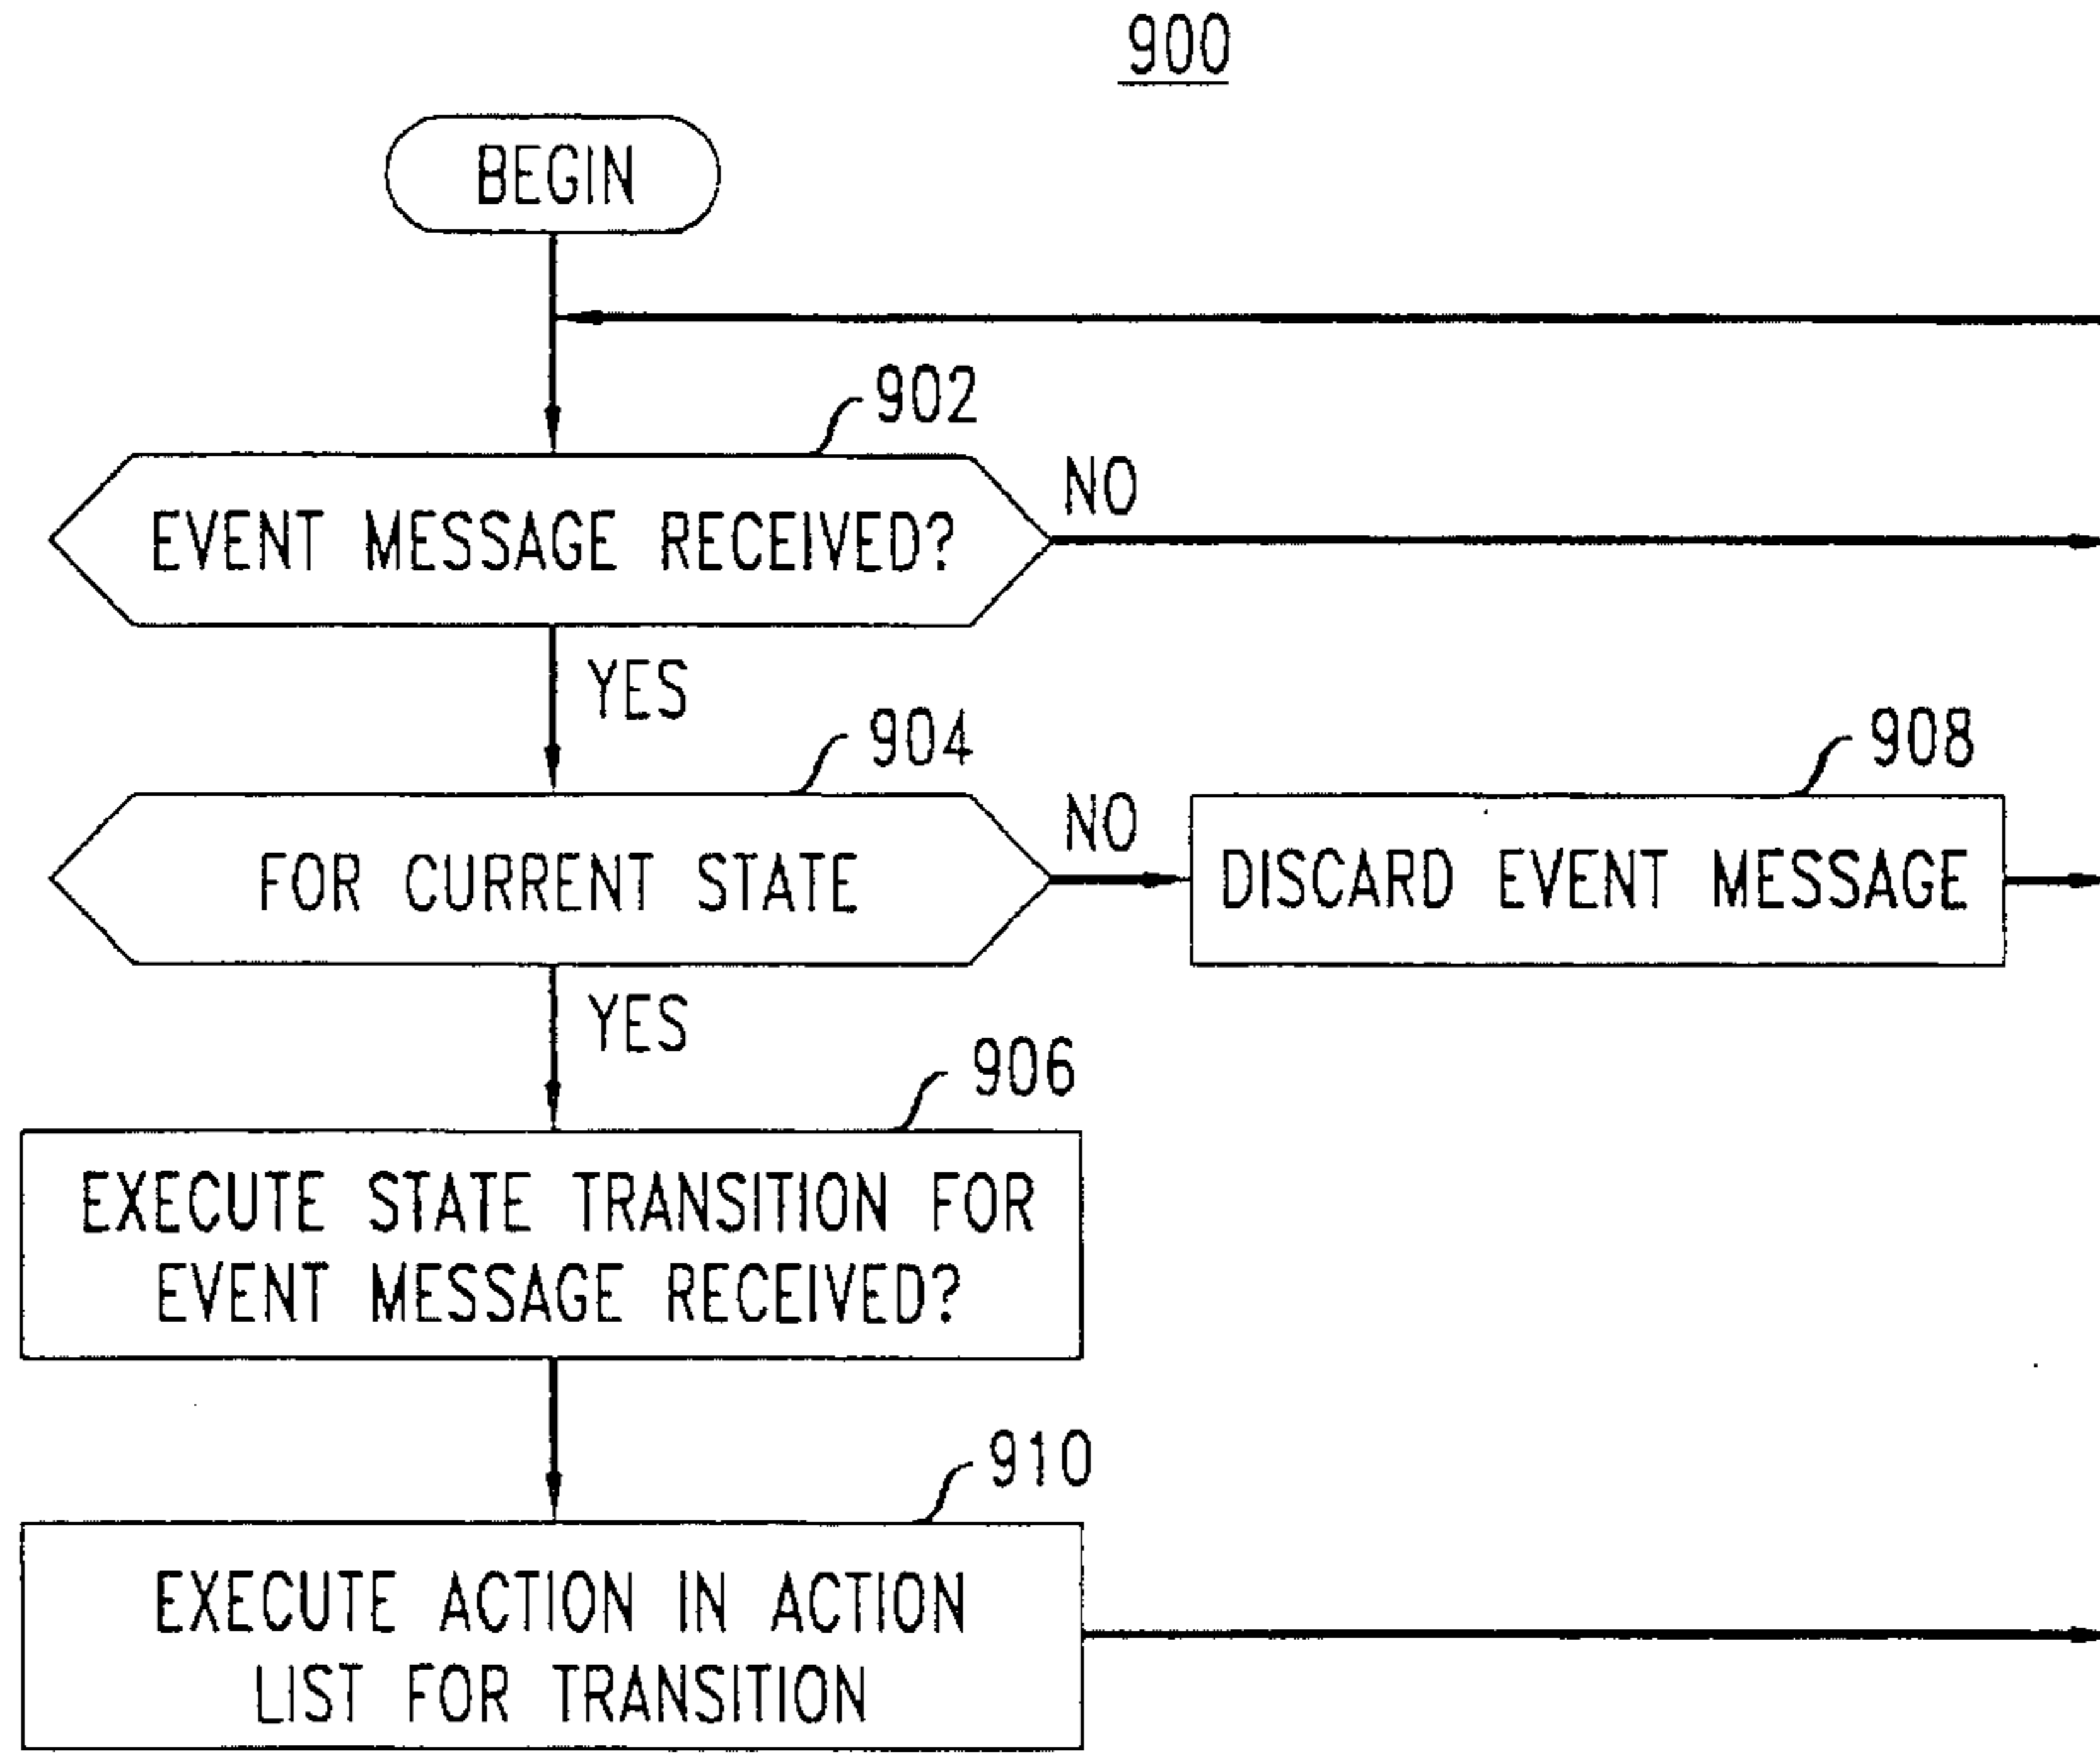 900
BEGIN
902
EVENT MESSAGE RECEIVED?
NO
YES
904
FOR CURRENT STATE
NO
908
DISCARD EVENT MESSAGE
YES
906
EXECUTE STATE TRANSITION FOR
EVENT MESSAGE RECEIVED?
910
EXECUTE ACTION IN ACTION
LIST FOR TRANSITION